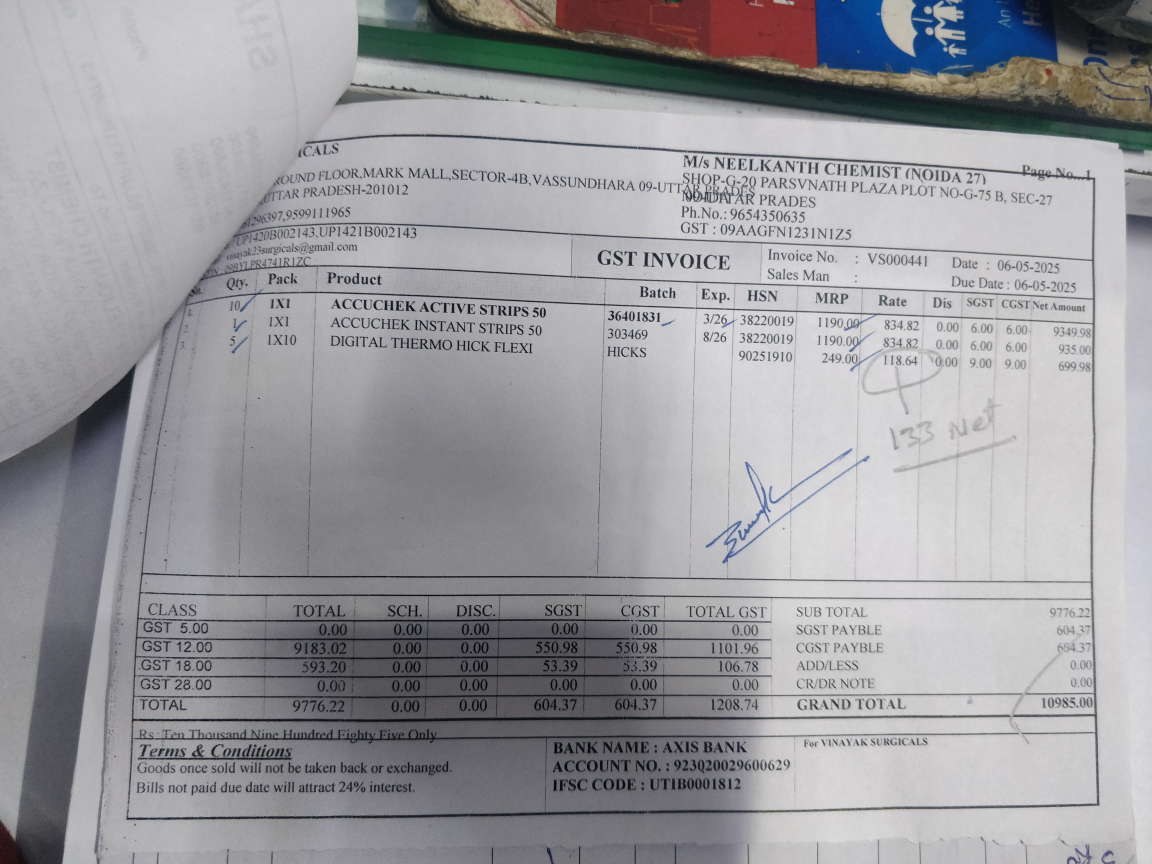 ICALS
ROUND FLOOR,MARK MALL,SECTOR-4B,VASSUNDHARA 09-UTTAR PRADES
UTTAR PRADESH-201012
61296397,9599111965
UP1420B002143,UP1421B002143
vinayak23surgicals@gmail.com
09BYLPR4741R1ZC
M/s NEELKANTH CHEMIST (NOIDA 27)
Page No...1
SHOP-G-20 PARSVNATH PLAZA PLOT NO-G-75 B, SEC-27
PRADES
Ph.No.: 9654350635
GST : 09AAGFN1231N1Z5
GST INVOICE
Invoice No. : VS000441 Date : 06-05-2025
Sales Man : Due Date : 06-05-2025
No. Qty. Pack Product Batch Exp. HSN MRP Rate Dis SGST CGST Net Amount
1. 10 1X1 ACCUCHEK ACTIVE STRIPS 50 36401831 3/26 38220019 1190.00 834.82 0.00 6.00 6.00 9349.98
2. 1 1X1 ACCUCHEK INSTANT STRIPS 50 303469 8/26 38220019 1190.00 834.82 0.00 6.00 6.00 935.00
3. 5 1X10 DIGITAL THERMO HICK FLEXI HICKS 90251910 249.00 118.64 0.00 9.00 9.00 699.98
133 Net
CLASS TOTAL SCH. DISC. SGST CGST TOTAL GST
GST 5.00 0.00 0.00 0.00 0.00 0.00 0.00
GST 12.00 9183.02 0.00 0.00 550.98 550.98 1101.96
GST 18.00 593.20 0.00 0.00 53.39 53.39 106.78
GST 28.00 0.00 0.00 0.00 0.00 0.00 0.00
TOTAL 9776.22 0.00 0.00 604.37 604.37 1208.74
SUB TOTAL 9776.22
SGST PAYBLE 604.37
CGST PAYBLE 604.37
ADD/LESS 0.00
CR/DR NOTE 0.00
GRAND TOTAL 10985.00
Rs: Ten Thousand Nine Hundred Eighty Five Only
Terms & Conditions
Goods once sold will not be taken back or exchanged.
Bills not paid due date will attract 24% interest.
BANK NAME : AXIS BANK
ACCOUNT NO. : 923020029600629
IFSC CODE : UTIB0001812
For VINAYAK SURGICALS